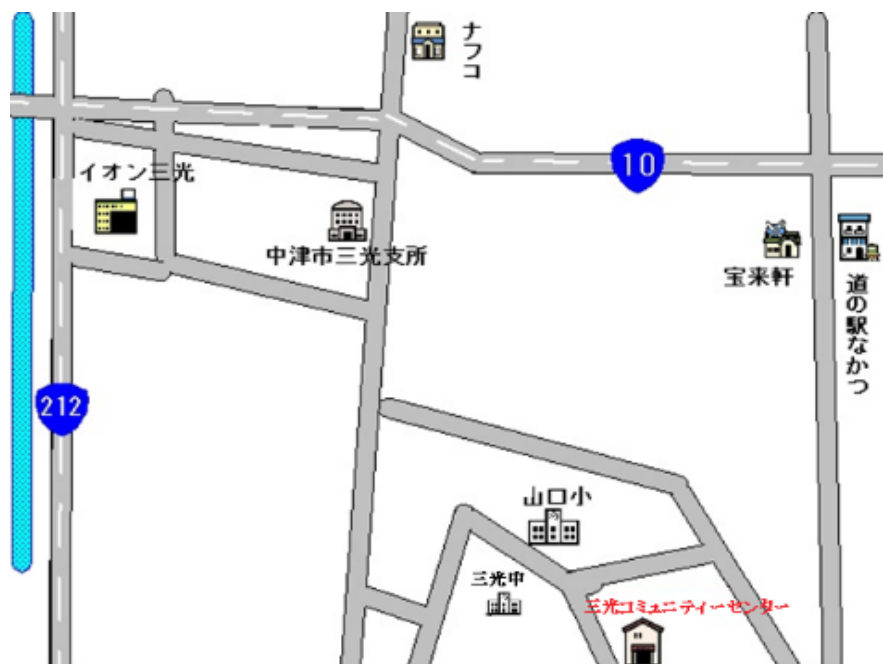 ナフコ
10
イオン三光
中津市三光支所
宝来軒
道の駅なかつ
212
山口小
三光中
三光コミュニティーセンター